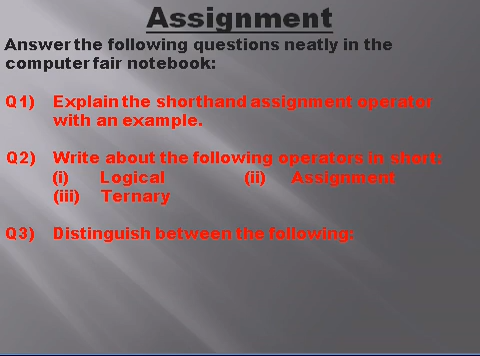 Assignment
Answer the following questions neatly in the
computer fair notebook:
Q1) Explain the shorthand assignment operator
with an example.
Q2) Write about the following operators in short:
(i) Logical (ii) Assignment
(iii) Ternary
Q3) Distinguish between the following: